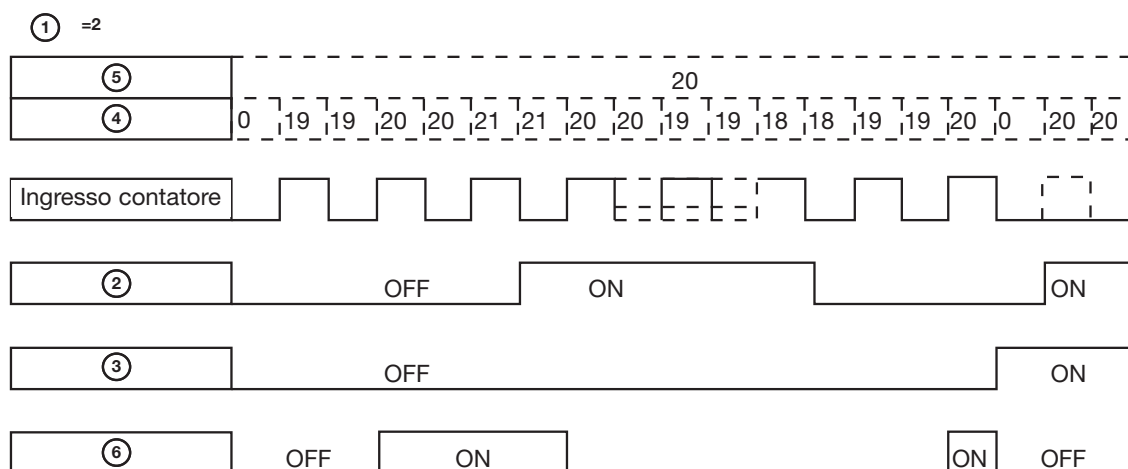 ① =2
⑤ 20
④ 0 19 19 20 20 21 21 20 20 19 19 18 18 19 19 20 0 20 20
Ingresso contatore
② OFF ON ON
③ OFF ON
⑥ OFF ON ON OFF